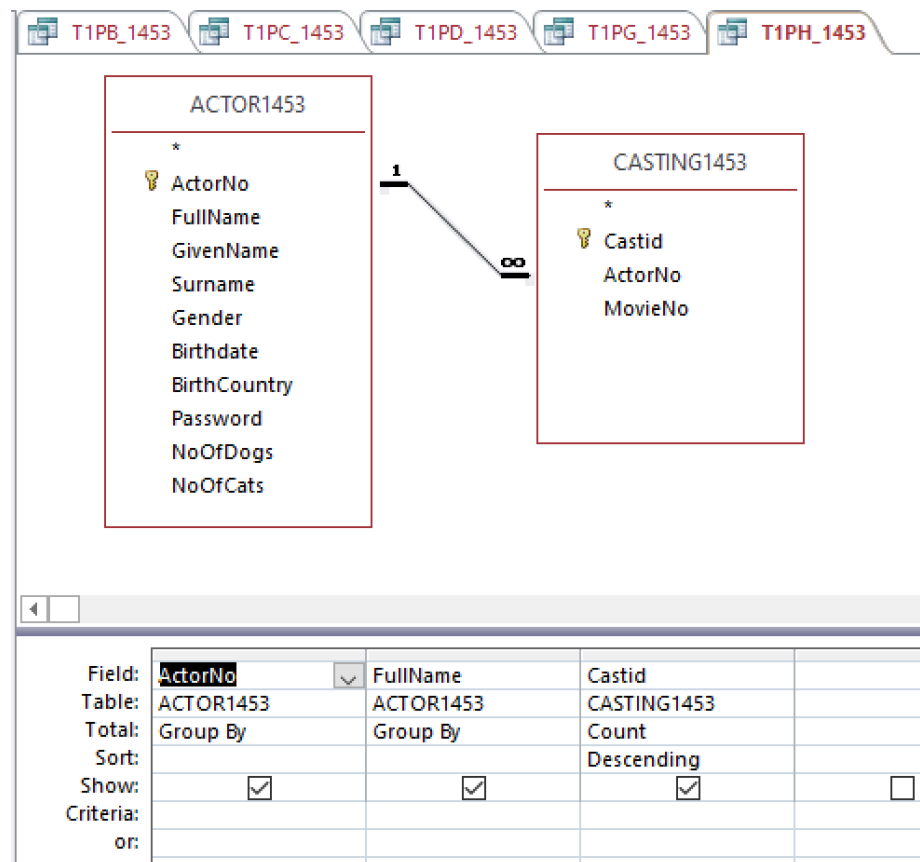 T1PB_1453 T1PC_1453 T1PD_1453 T1PG_1453 T1PH_1453
ACTOR1453
*
ActorNo
FullName
GivenName
Surname
Gender
Birthdate
BirthCountry
Password
NoOfDogs
NoOfCats
1
∞
CASTING1453
*
Castid
ActorNo
MovieNo
Field: ActorNo FullName Castid
Table: ACTOR1453 ACTOR1453 CASTING1453
Total: Group By Group By Count
Sort: Descending
Show:
Criteria:
or: